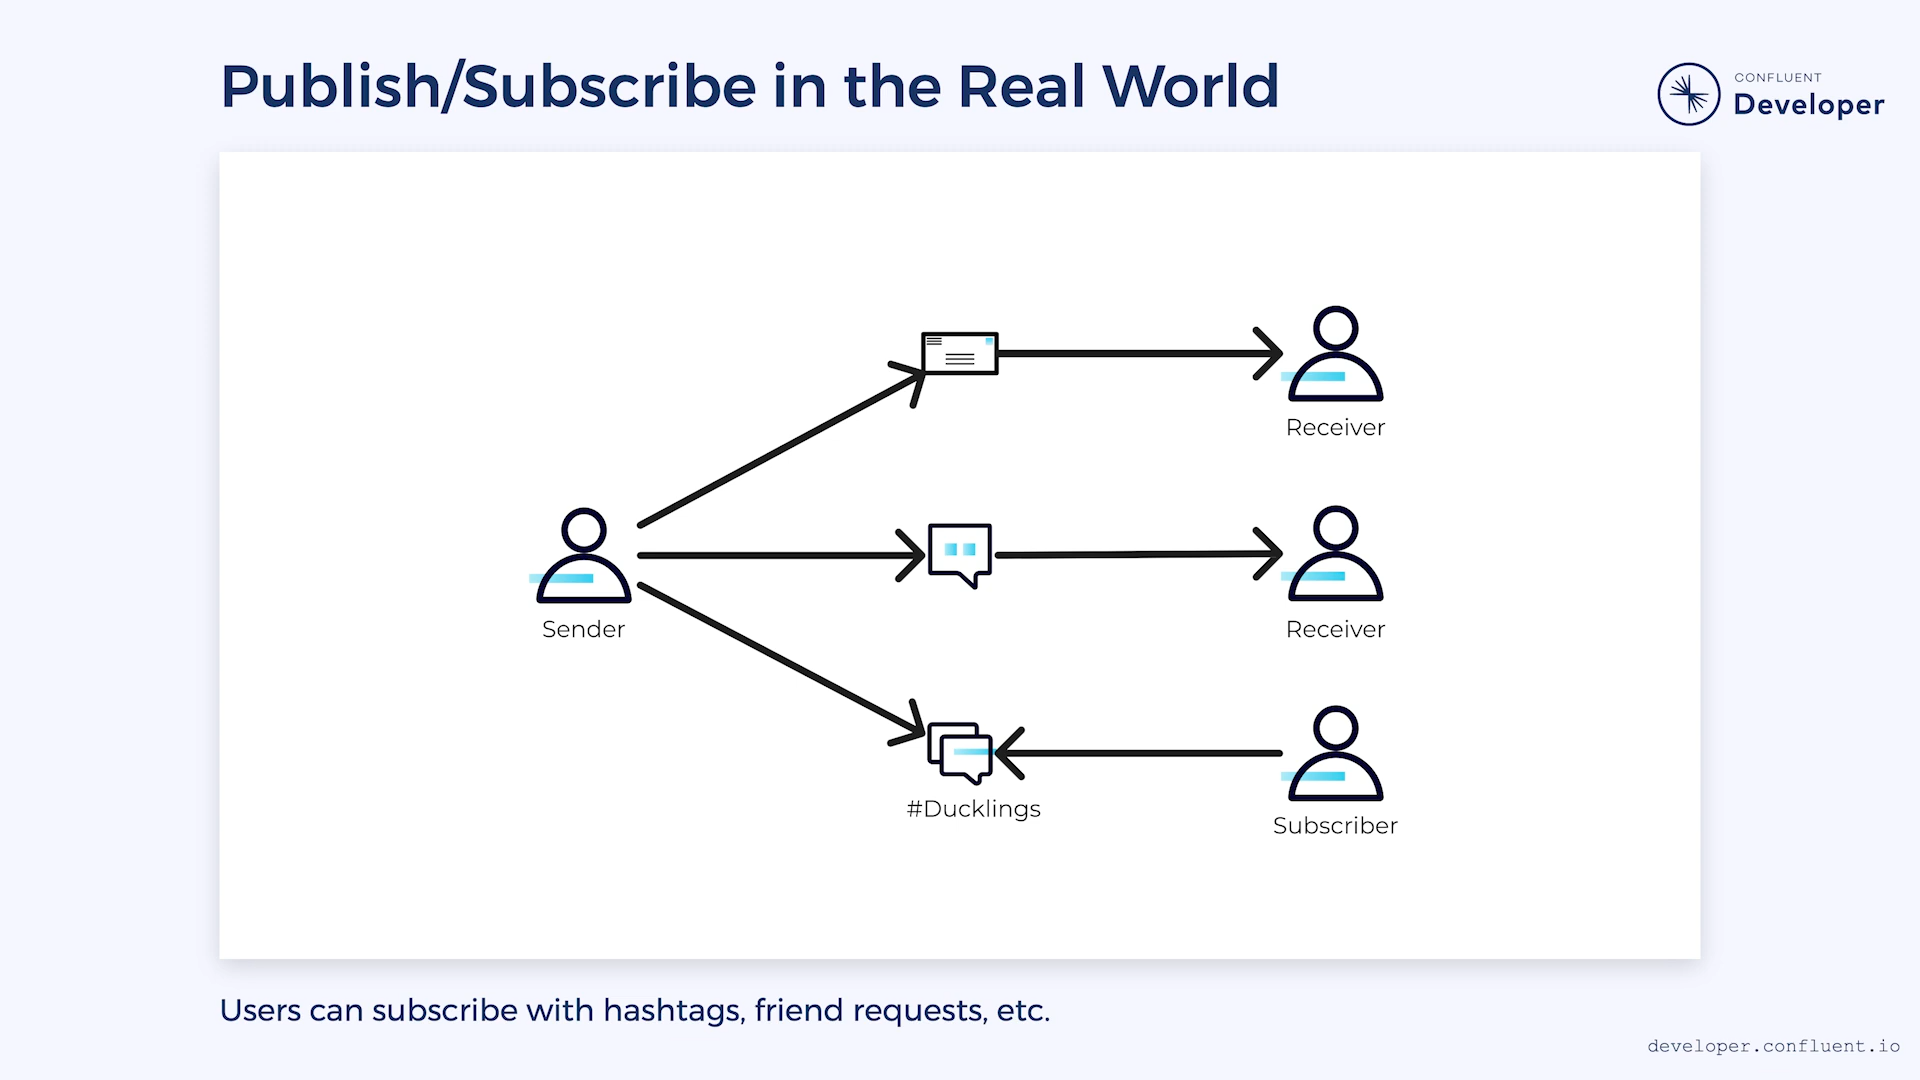 Publish/Subscribe in the Real World
CONFLUENT
Developer
Receiver
Sender
Receiver
#Ducklings
Subscriber
Users can subscribe with hashtags, friend requests, etc.
developer.confluent.io